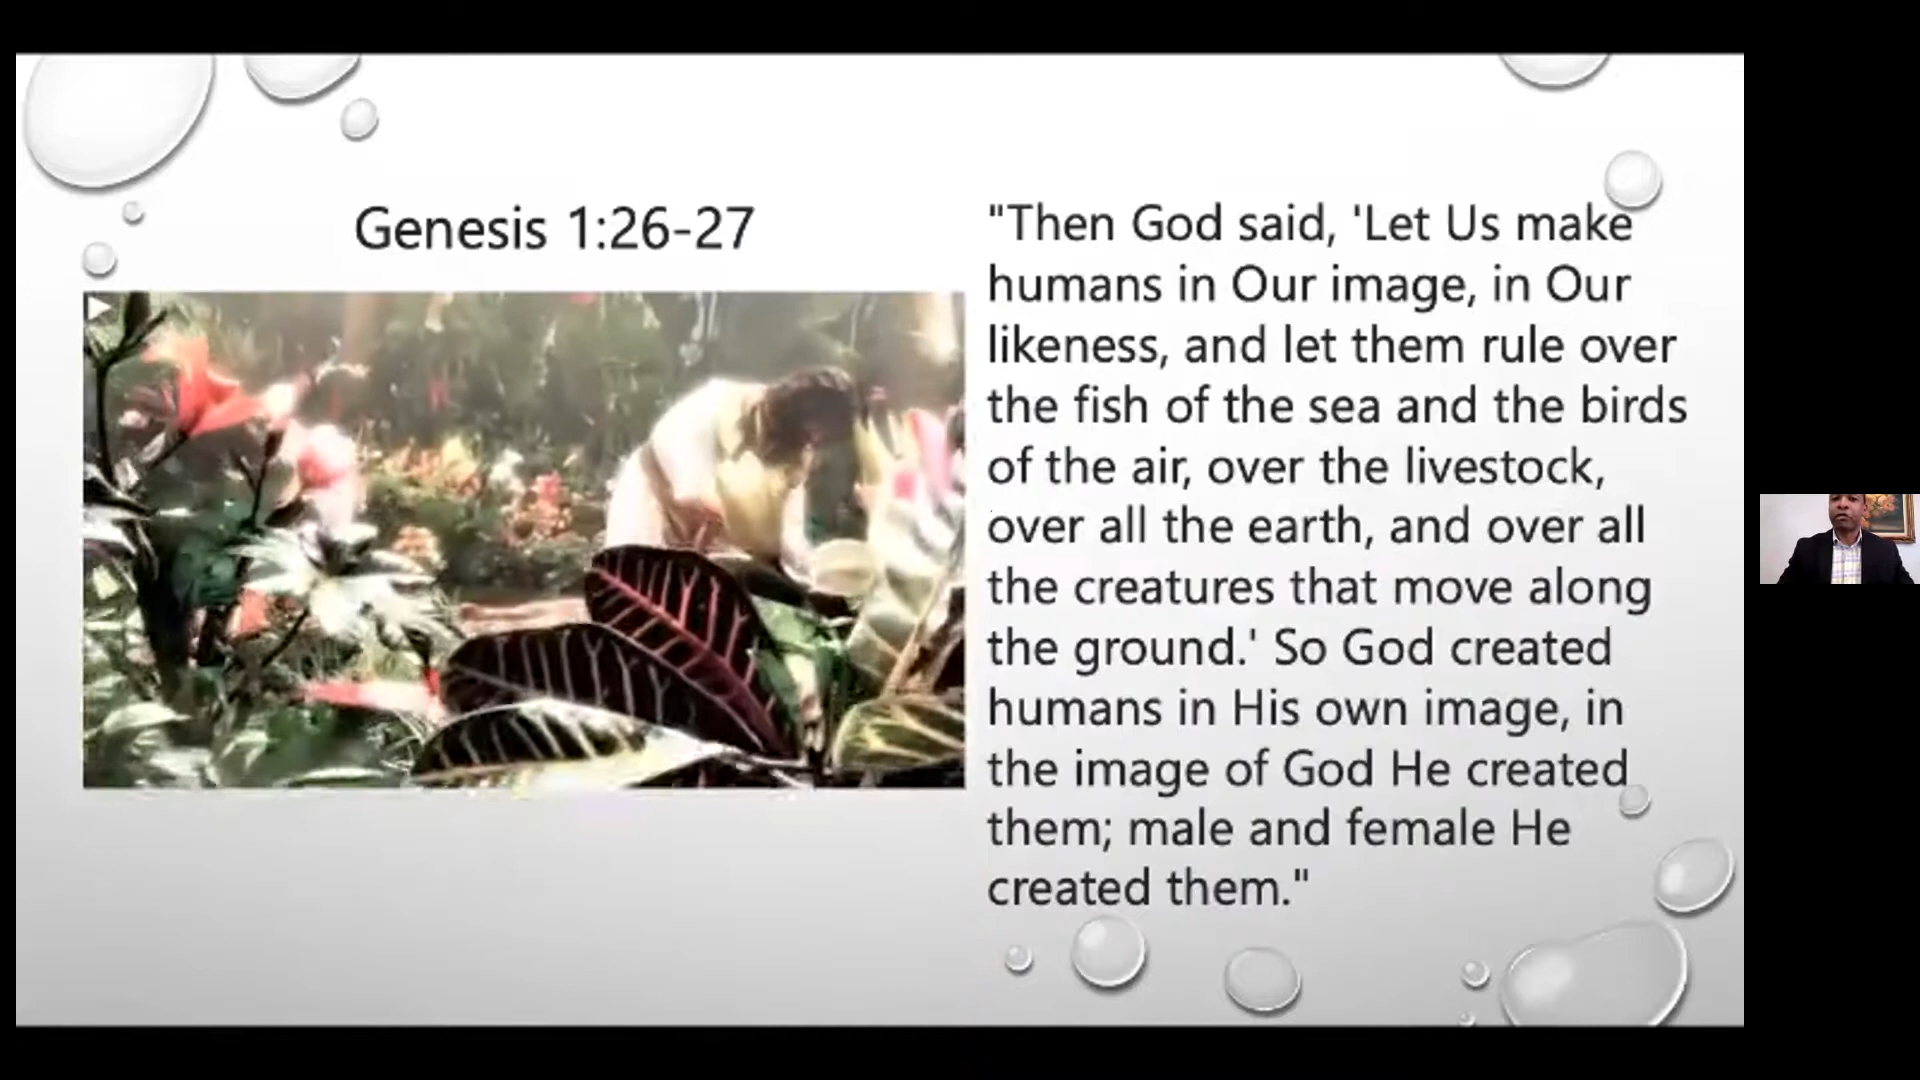 Genesis 1:26-27
"Then God said, 'Let Us make
humans in Our image, in Our
likeness, and let them rule over
the fish of the sea and the birds
of the air, over the livestock,
over all the earth, and over all
the creatures that move along
the ground.' So God created
humans in His own image, in
the image of God He created
them; male and female He
created them."